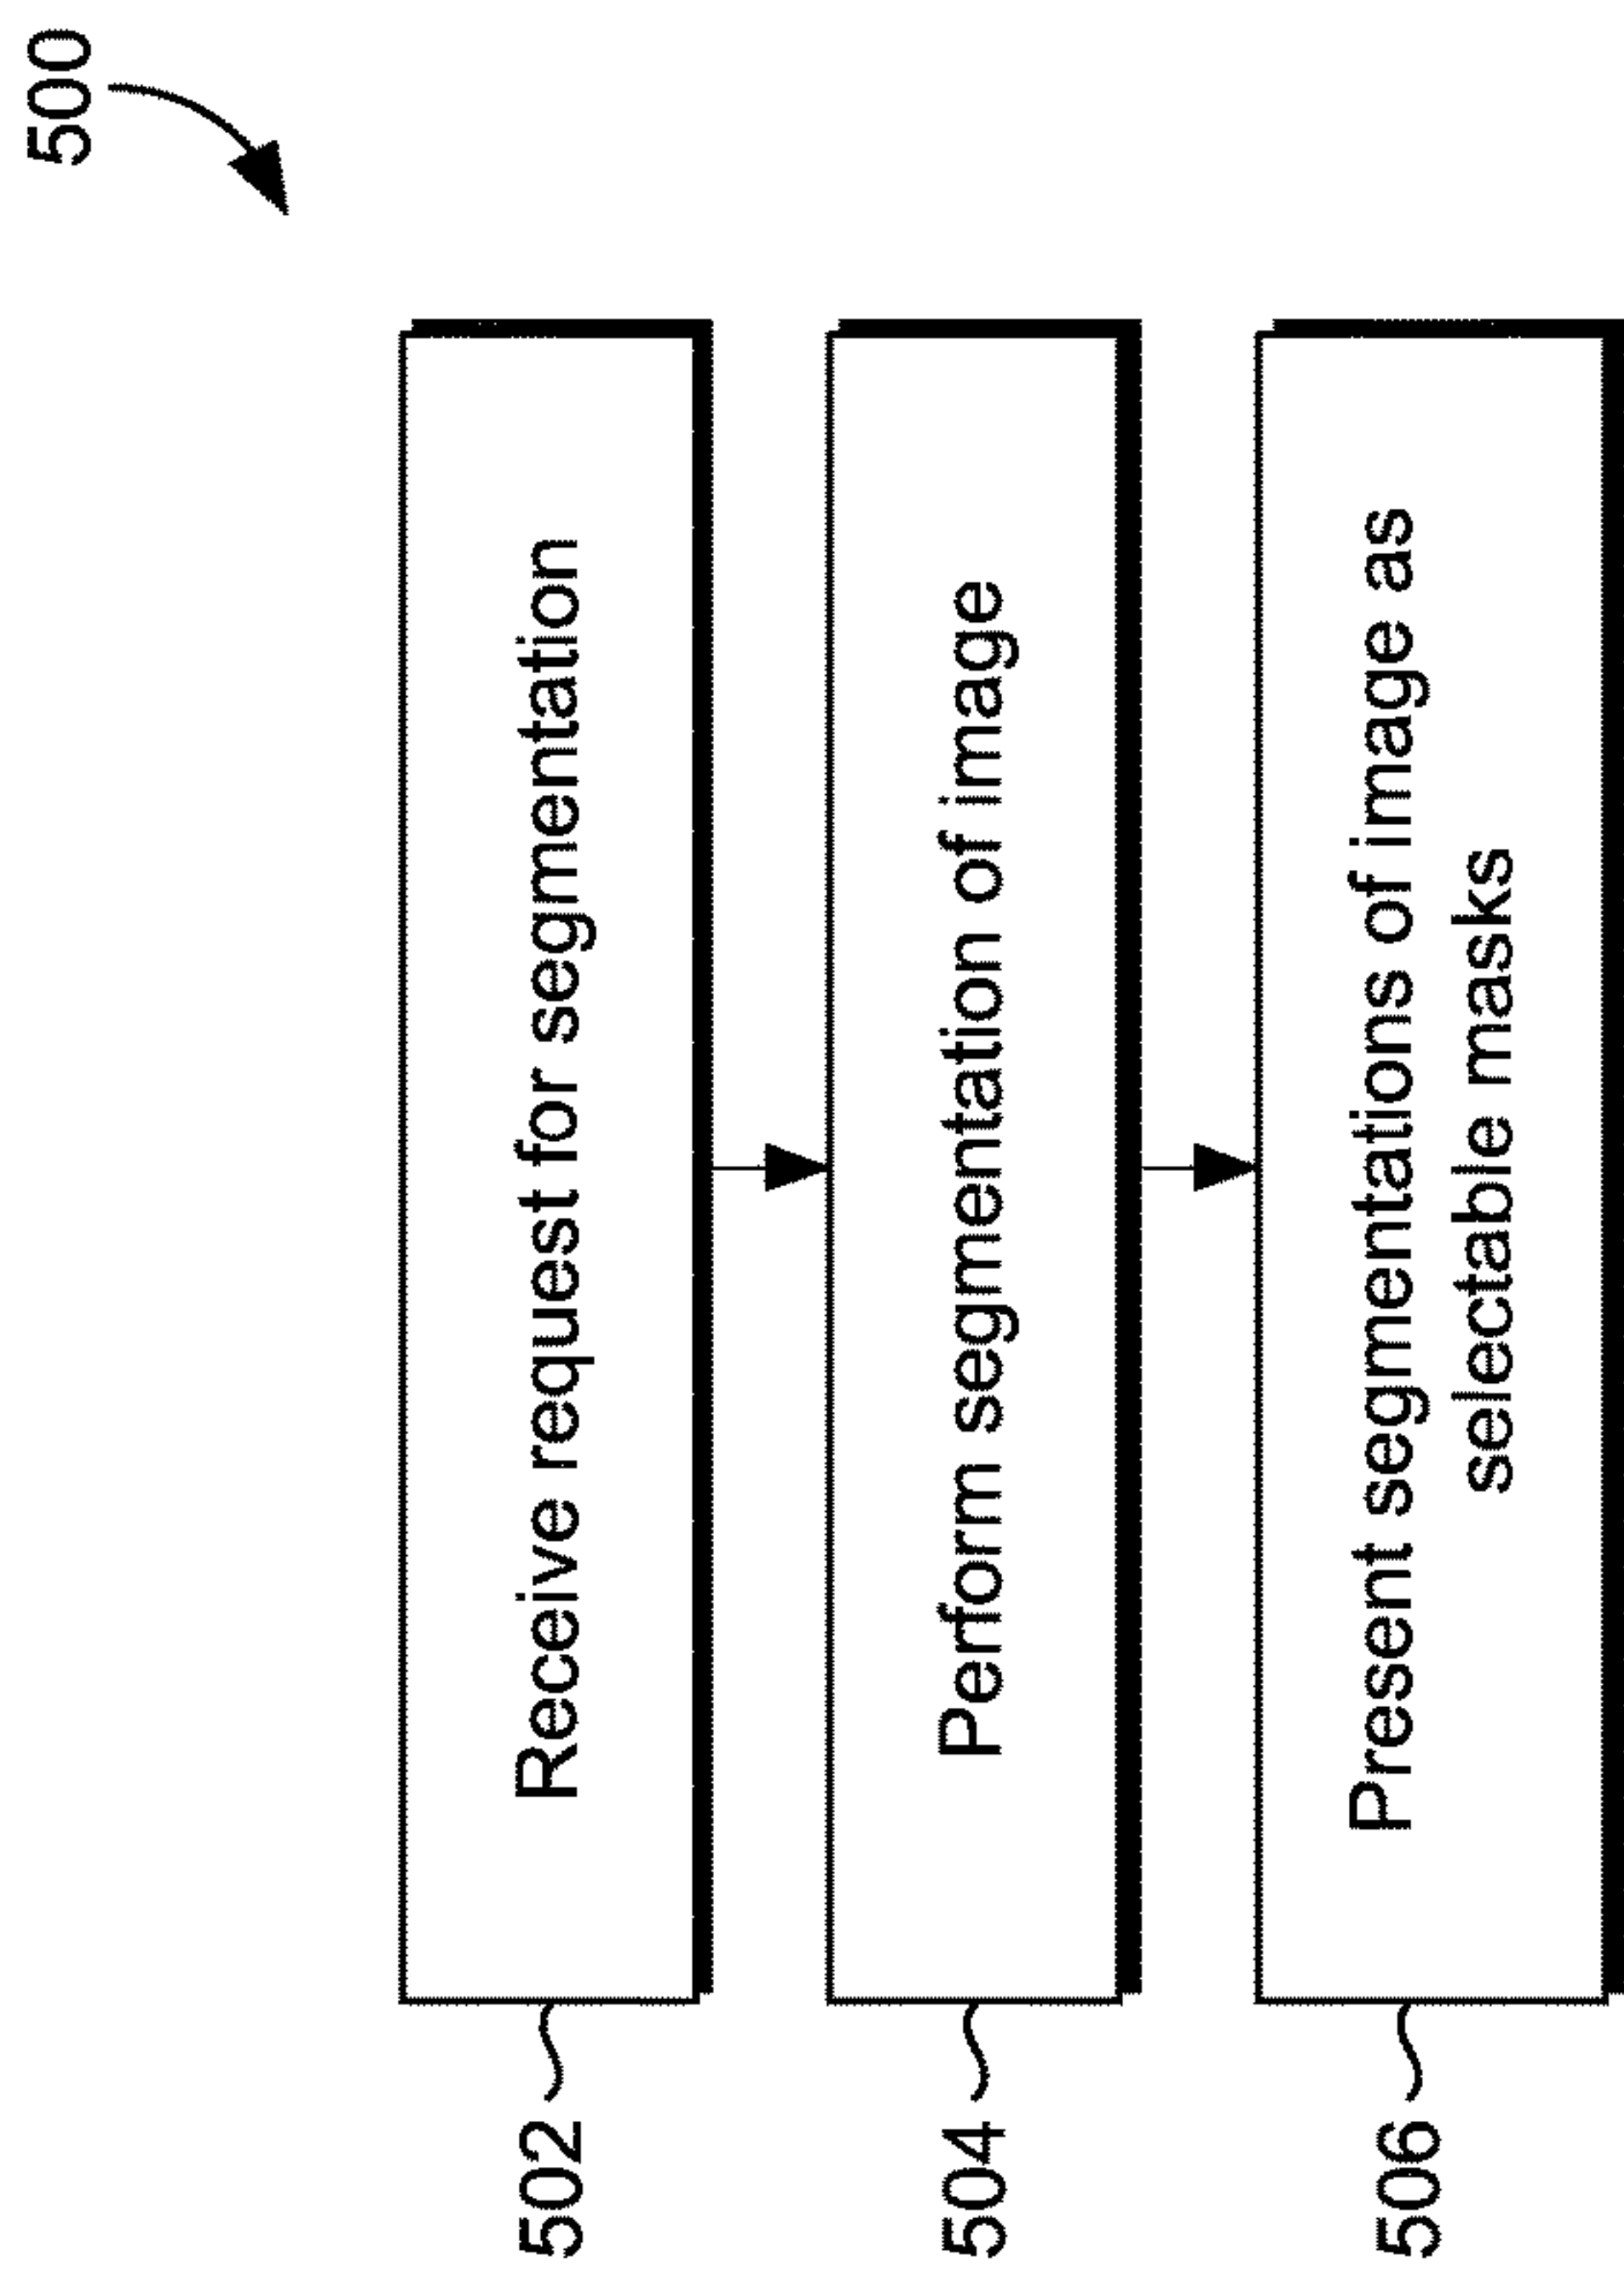 500
502
Receive request for segmentation
504
Perform segmentation of image
506
Present segmentations of image as
selectable masks